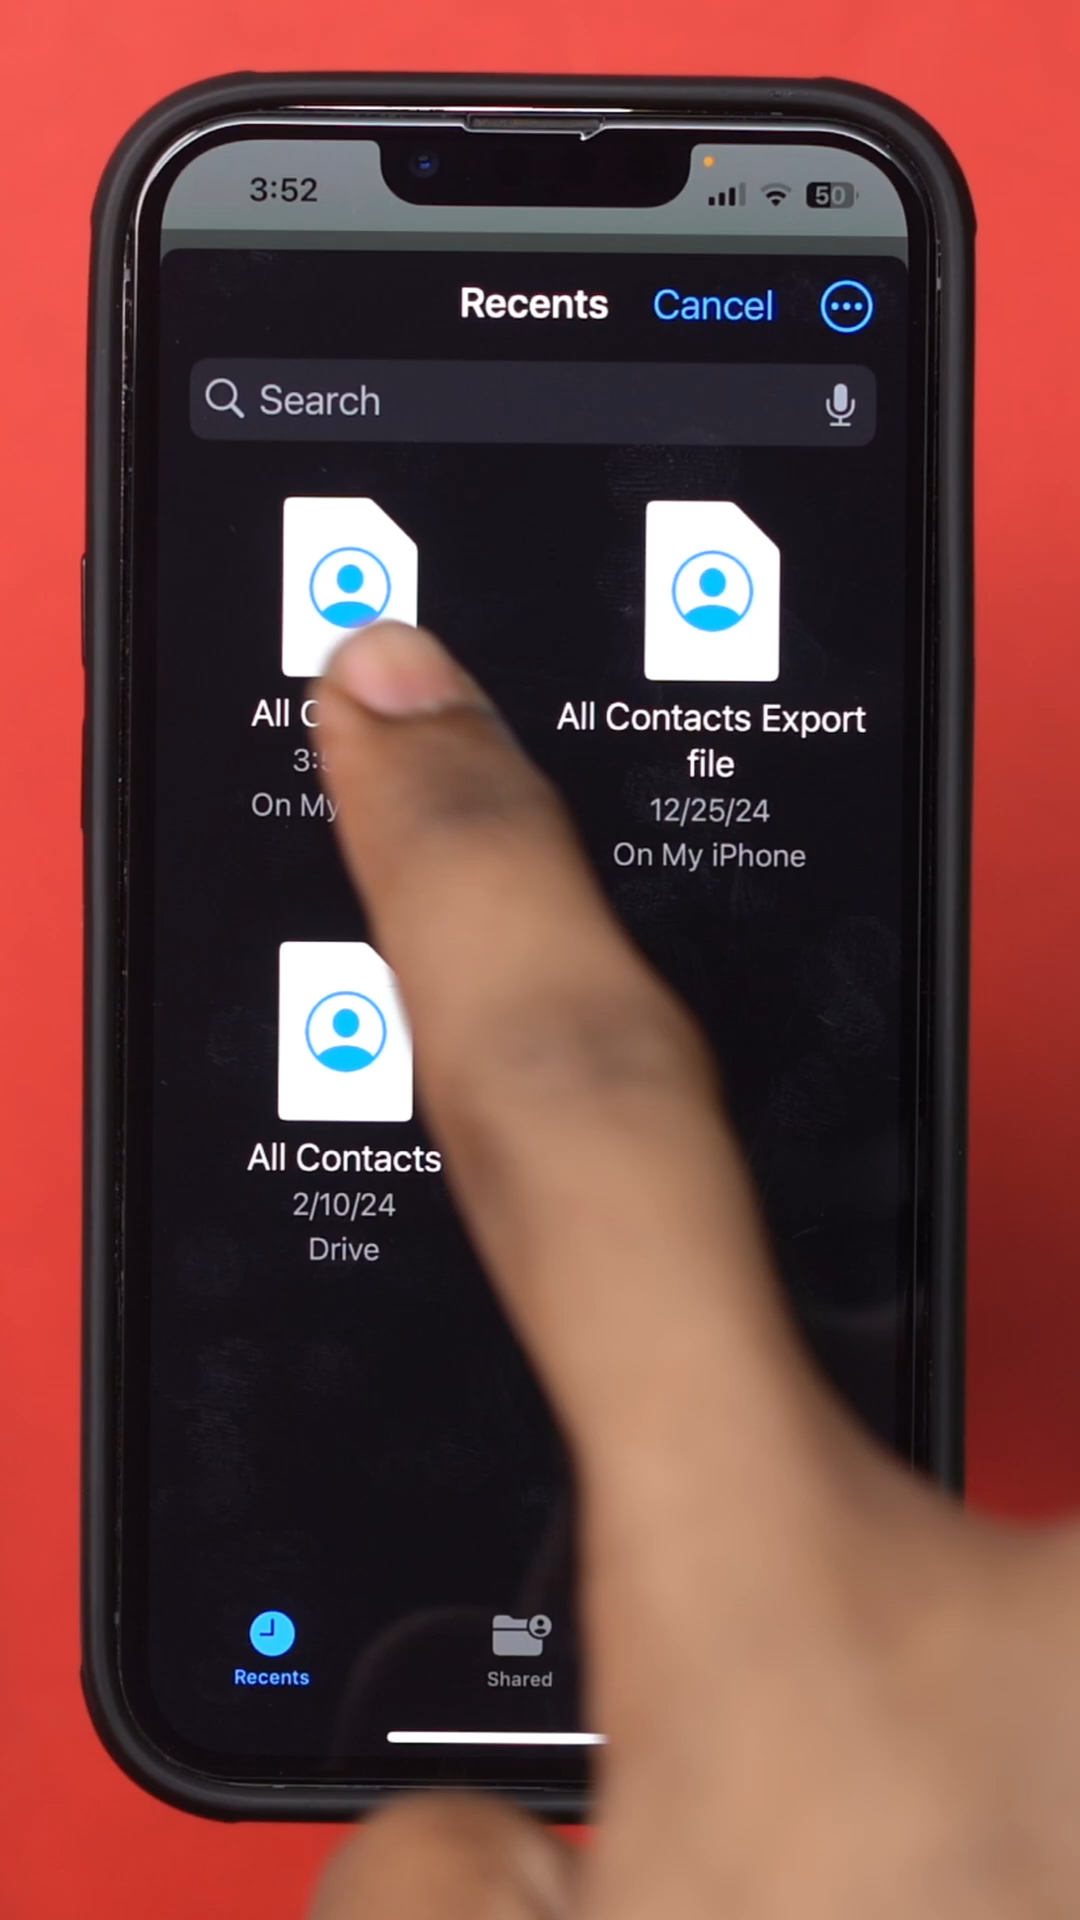 3:52
50
Recents
Cancel
Search
All
On My
All Contacts Export
file
12/25/24
On My iPhone
All Contacts
2/10/24
Drive
Recents
Shared